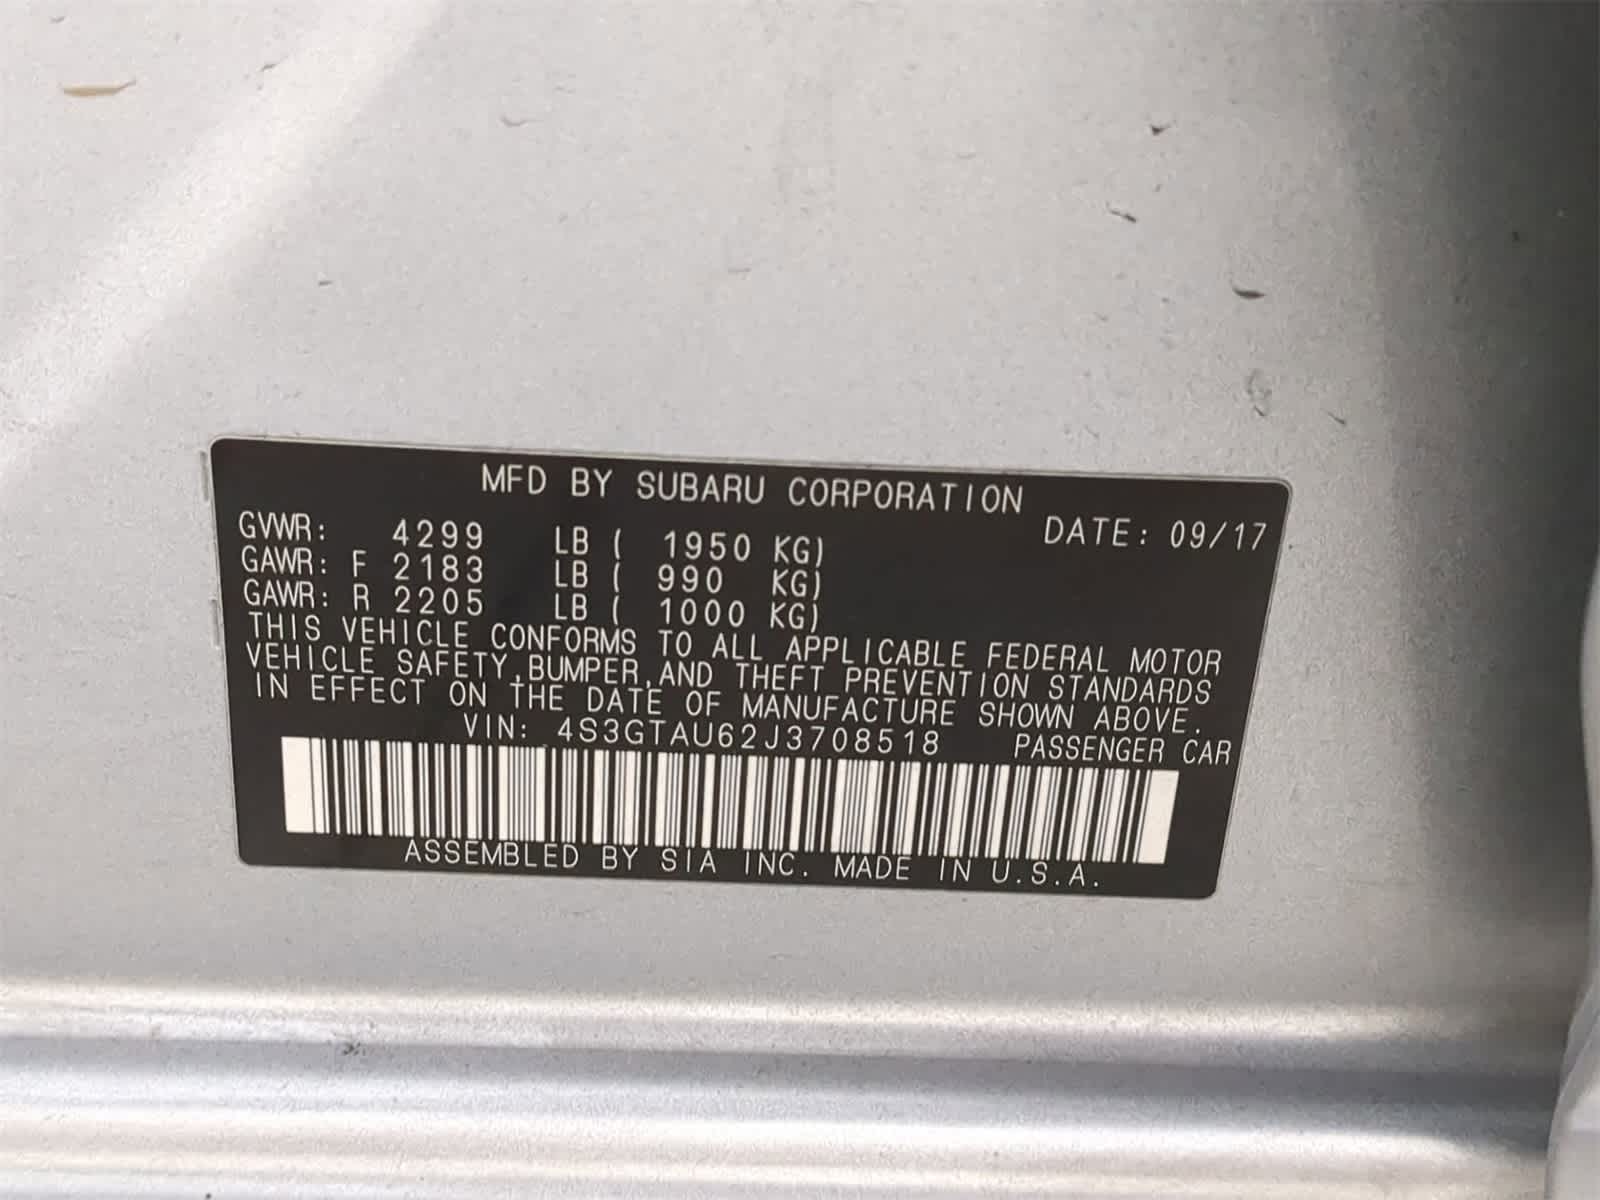 MFD BY SUBARU CORPORATION
DATE: 09/17
GVWR: 4299 LB ( 1950 KG)
GAWR: F 2183 LB ( 990 KG)
GAWR: R 2205 LB ( 1000 KG)
THIS VEHICLE CONFORMS TO ALL APPLICABLE FEDERAL MOTOR
VEHICLE SAFETY,BUMPER,AND THEFT PREVENTION STANDARDS
IN EFFECT ON THE DATE OF MANUFACTURE SHOWN ABOVE.
VIN: 4S3GTAU62J3708518 PASSENGER CAR
ASSEMBLED BY SIA INC. MADE IN U.S.A.